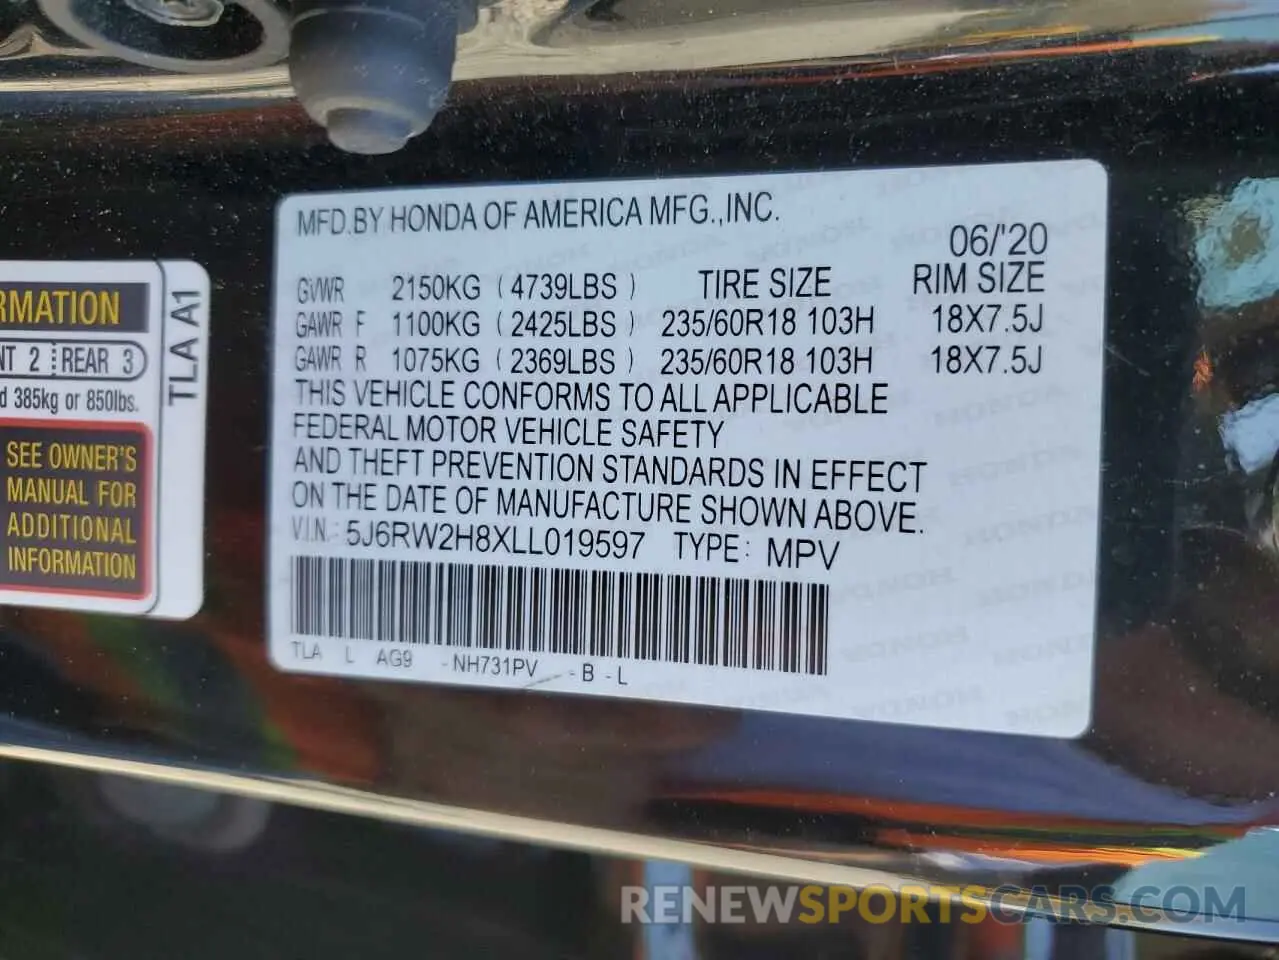 MFD.BY HONDA OF AMERICA MFG.,INC.
06/'20
GVWR 2150KG (4739LBS) TIRE SIZE RIM SIZE
GAWR F 1100KG (2425LBS) 235/60R18 103H 18X7.5J
GAWR R 1075KG (2369LBS) 235/60R18 103H 18X7.5J
THIS VEHICLE CONFORMS TO ALL APPLICABLE
FEDERAL MOTOR VEHICLE SAFETY
AND THEFT PREVENTION STANDARDS IN EFFECT
ON THE DATE OF MANUFACTURE SHOWN ABOVE.
V.I.N.: 5J6RW2H8XLL019597 TYPE: MPV
TLA L AG9 -NH731PV -B -L
RMATION
NT 2 REAR 3
d 385kg or 850lbs.
SEE OWNER'S
MANUAL FOR
ADDITIONAL
INFORMATION
TLA A1
RENEWSPORTSCARS.COM